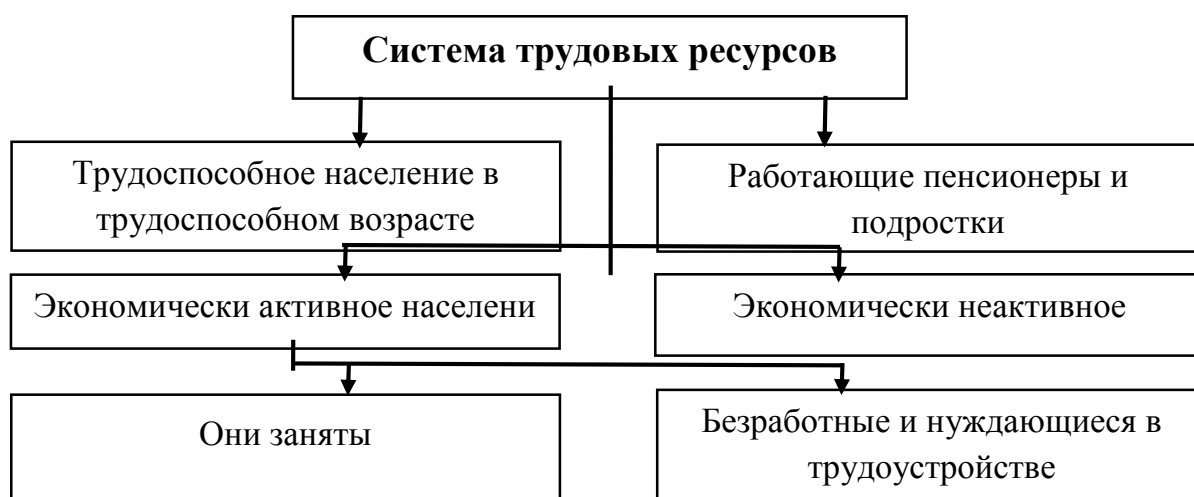 Система трудовых ресурсов
Трудоспособное население в
трудоспособном возрасте
Работающие пенсионеры и
подростки
Экономически активное населени
Экономически неактивное
Они заняты
Безработные и нуждающиеся в
трудоустройстве